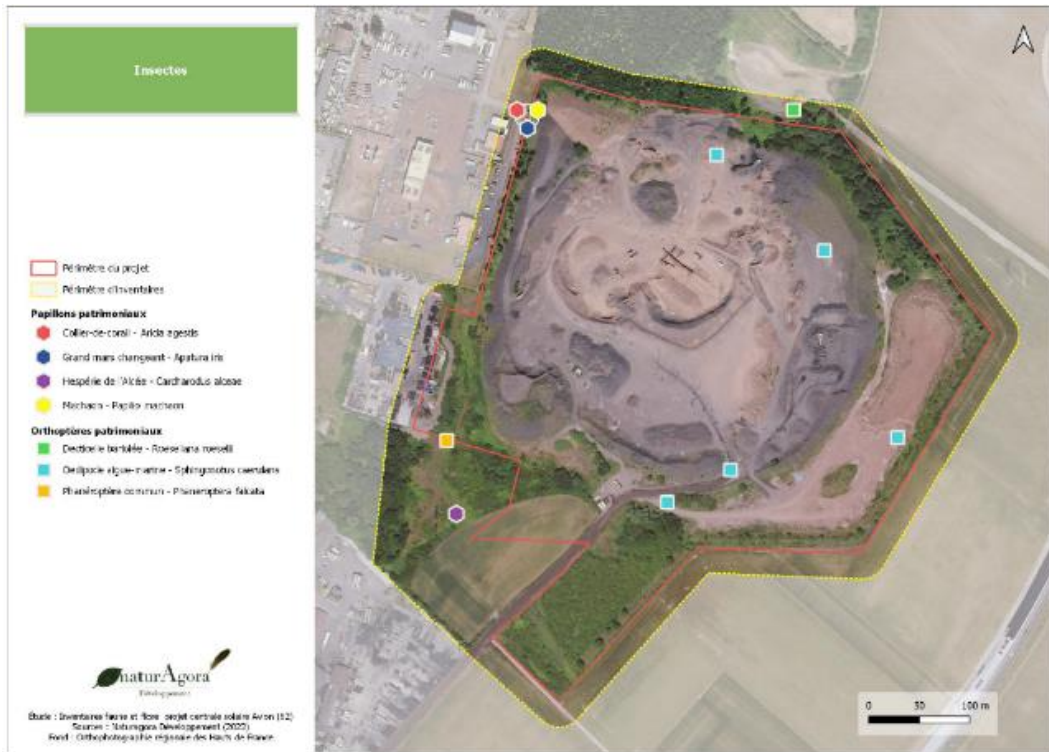 Insectes
Périmètre du projet
Périmètre d'inventaires
Papillons patrimoniaux
Collier-de-corail - Aricia agestis
Grand mars changeant - Apatura iris
Hespérie de l'Alcée - Carcharodus alceae
Machaon - Papilio machaon
Orthoptères patrimoniaux
Decticelle bariolée - Roeseliana roeselii
Oedipode aigue-marine - Sphingonotus caerulans
Phanéroptère commun - Phaneroptera falcata
naturAgora
Développement
Étude : Inventaires faune et flore projet centrale solaire Avion (62)
Sources : Naturagora Développement (2022)
Fond : Orthophotographie régionale des Hauts de France
0 50 100 m